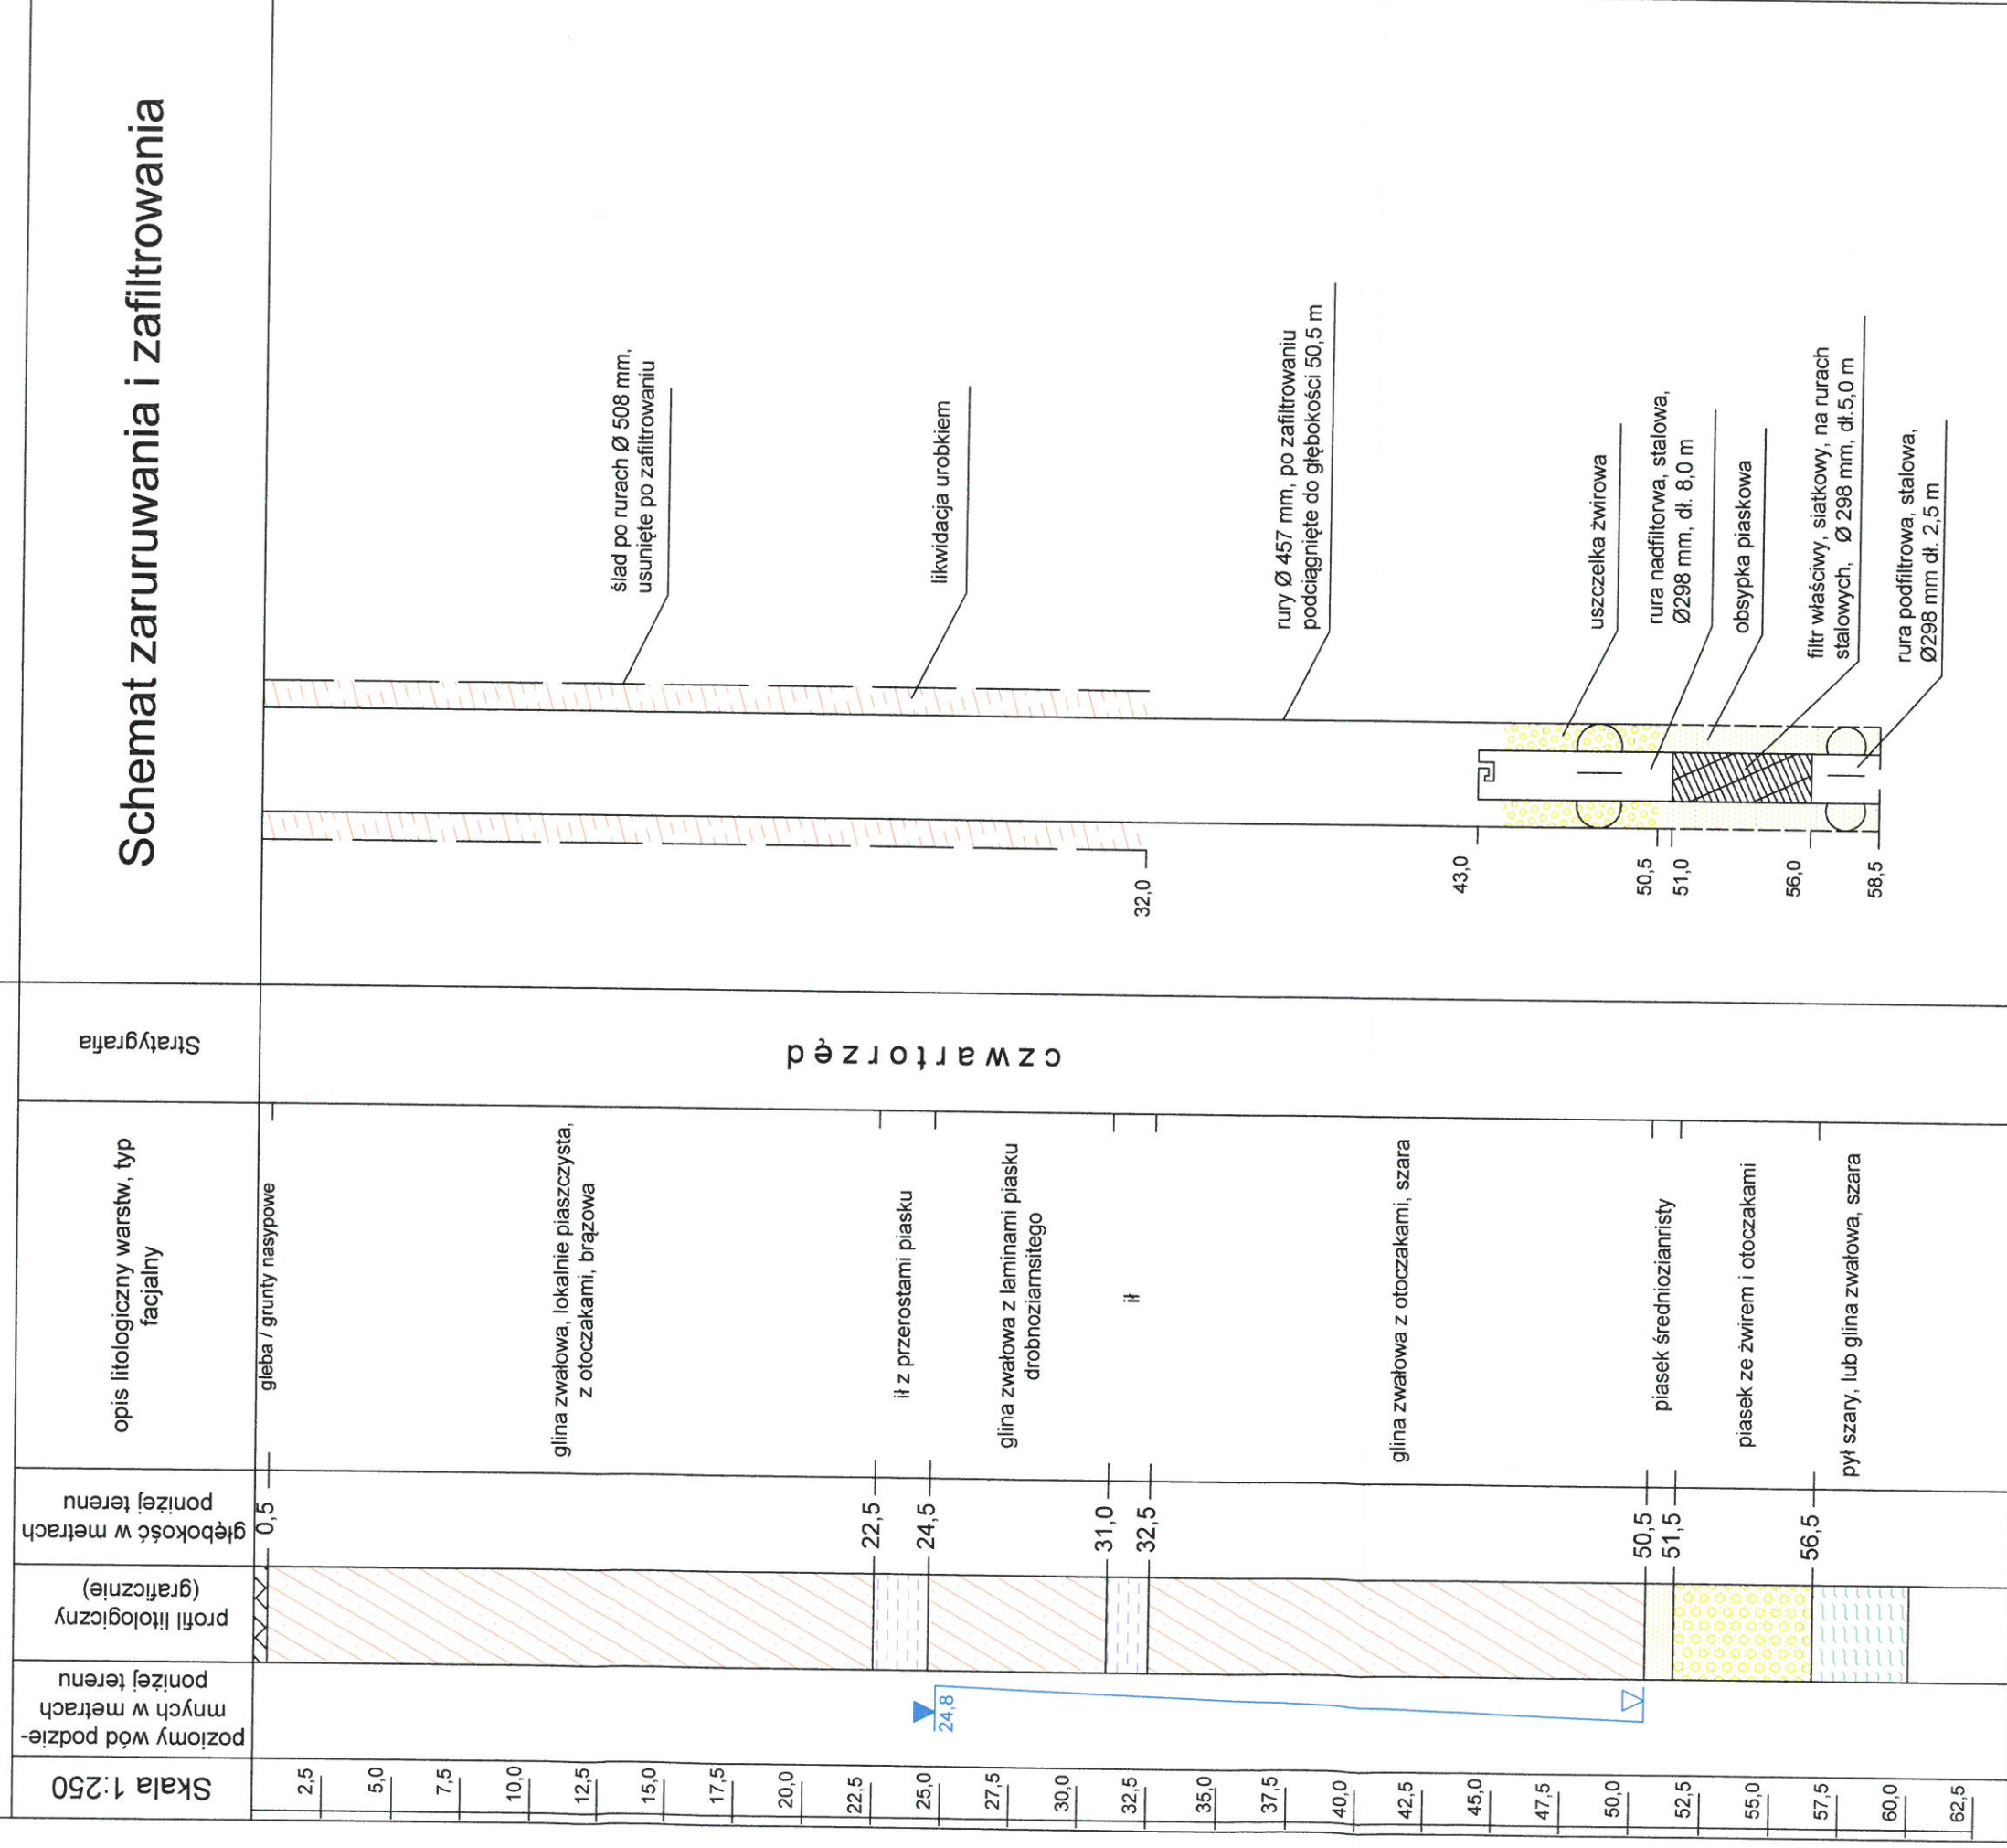 Schemat zaruruwania i zafiltrowania
ślad po rurach Ø 508 mm,
usunięte po zafiltrowaniu
likwidacja urobkiem
rury Ø 457 mm, po zafiltrowaniu
podciągnięte do głębokości 50,5 m
uszczelka żwirowa
rura nadfiltorwa, stalowa,
Ø298 mm, dł. 8,0 m
obsypka piaskowa
filtr właściwy, siatkowy, na rurach
stalowych, Ø 298 mm, dł.5,0 m
rura podfiltrowa, stalowa,
Ø298 mm dł. 2,5 m
32,0
43,0
50,5
51,0
56,0
58,5
Stratygrafia
czwartorzęd
opis litologiczny warstw, typ
facjalny
gleba / grunty nasypowe
glina zwałowa, lokalnie piaszczysta,
z otoczakami, brązowa
ił z przerostami piasku
glina zwałowa z laminami piasku
drobnoziarnsitego
ił
glina zwałowa z otoczakami, szara
piasek średniozianristy
piasek ze żwirem i otoczakami
pył szary, lub glina zwałowa, szara
głębokość w metrach
poniżej terenu
0,5
22,5
24,5
31,0
32,5
50,5
51,5
56,5
profil litologiczny
(graficznie)
poziomy wód podzie-
mnych w metrach
poniżej terenu
24,8
Skala 1:250
2,5
5,0
7,5
10,0
12,5
15,0
17,5
20,0
22,5
25,0
27,5
30,0
32,5
35,0
37,5
40,0
42,5
45,0
47,5
50,0
52,5
55,0
57,5
60,0
62,5